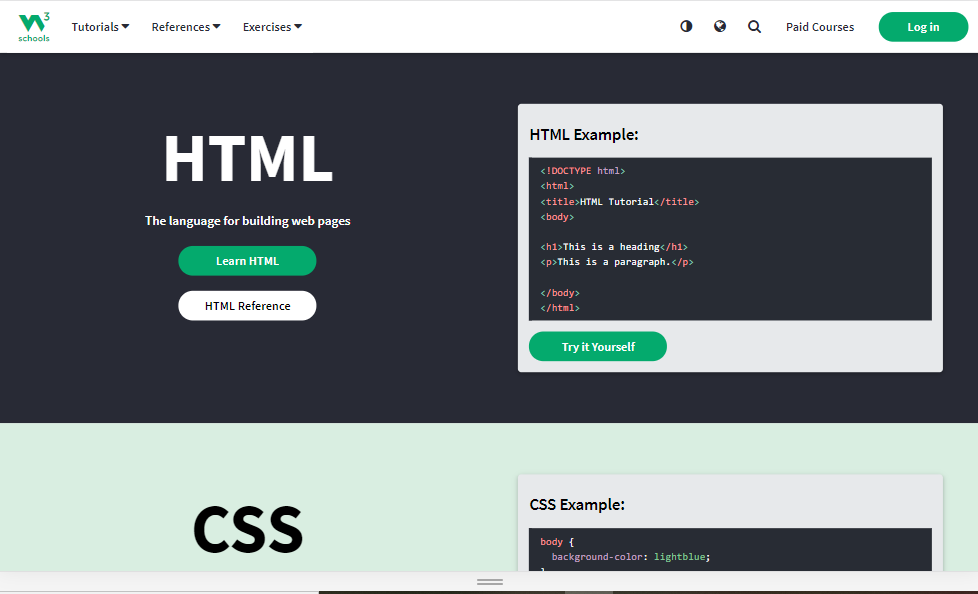 3
schools
Tutorials References Exercises Paid Courses Log in
HTML
The language for building web pages
Learn HTML
HTML Reference
HTML Example:
<!DOCTYPE html>
<html>
<title>HTML Tutorial</title>
<body>
<h1>This is a heading</h1>
<p>This is a paragraph.</p>
</body>
</html>
Try it Yourself
CSS
CSS Example:
body {
background-color: lightblue;